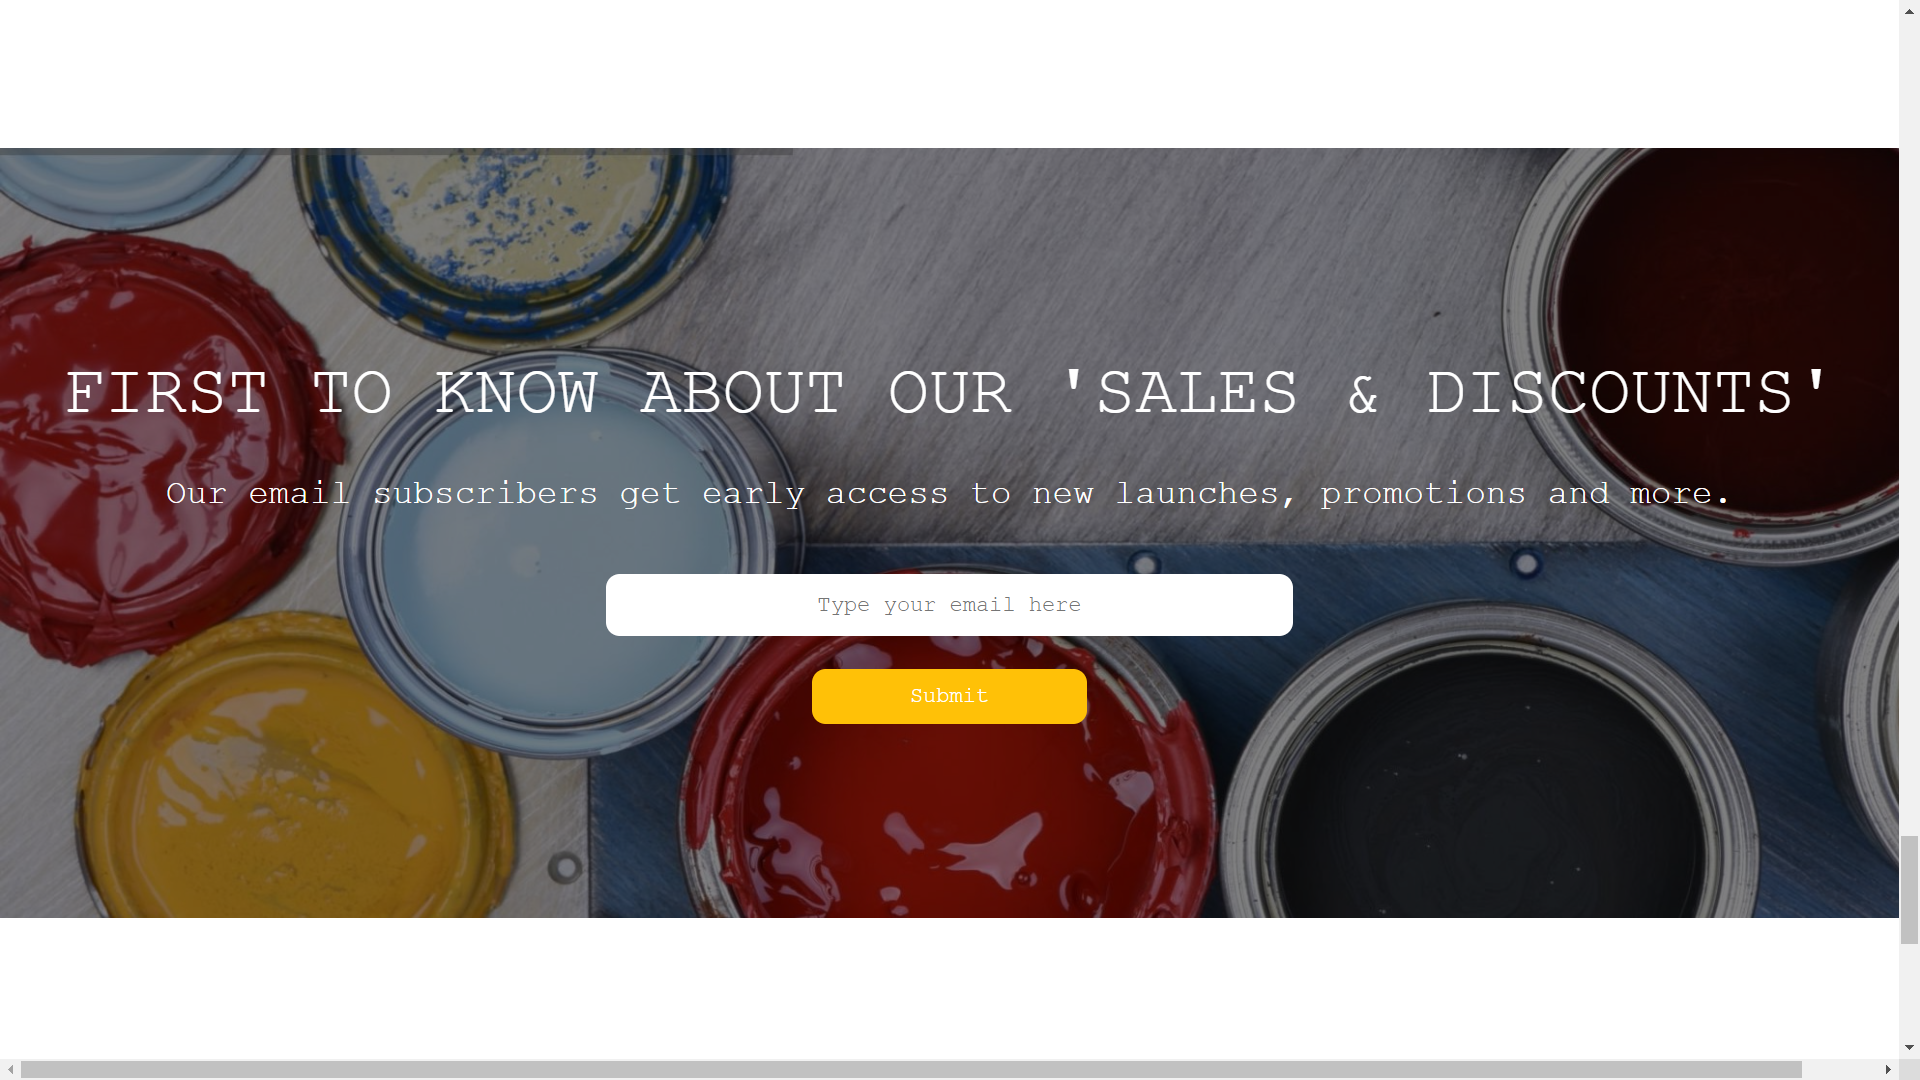 FIRST TO KNOW ABOUT OUR 'SALES & DISCOUNTS'
Our email subscribers get early access to new launches, promotions and more.
Type your email here
Submit